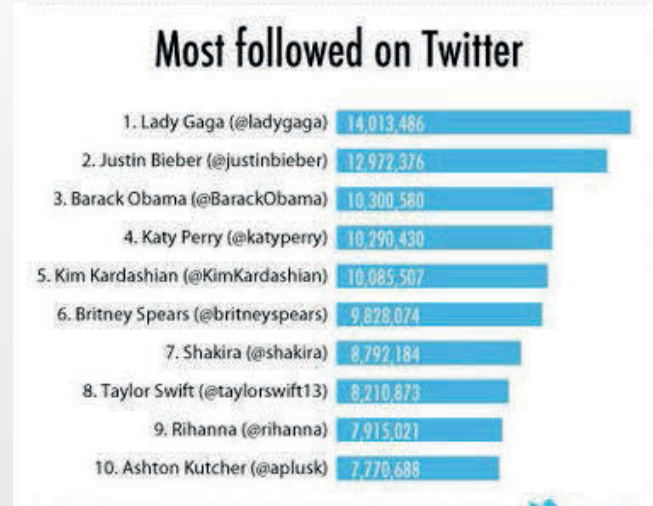 Most followed on Twitter
1. Lady Gaga (@ladygaga) 14,013,486
2. Justin Bieber (@justinbieber) 12,972,376
3. Barack Obama (@BarackObama) 10,300,580
4. Katy Perry (@katyperry) 10,290,430
5. Kim Kardashian (@KimKardashian) 10,085,507
6. Britney Spears (@britneyspears) 9,828,074
7. Shakira (@shakira) 8,792,184
8. Taylor Swift (@taylorswift13) 8,210,873
9. Rihanna (@rihanna) 7,915,021
10. Ashton Kutcher (@aplusk) 7,770,688